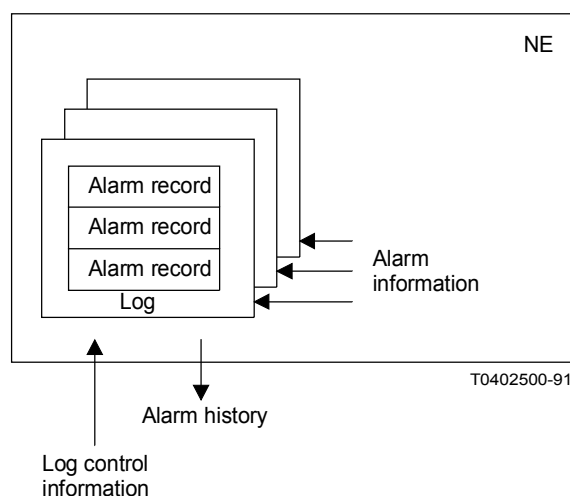 NE
Alarm record
Alarm record
Alarm record
Log
Alarm
information
T0402500-91
Alarm history
Log control
information